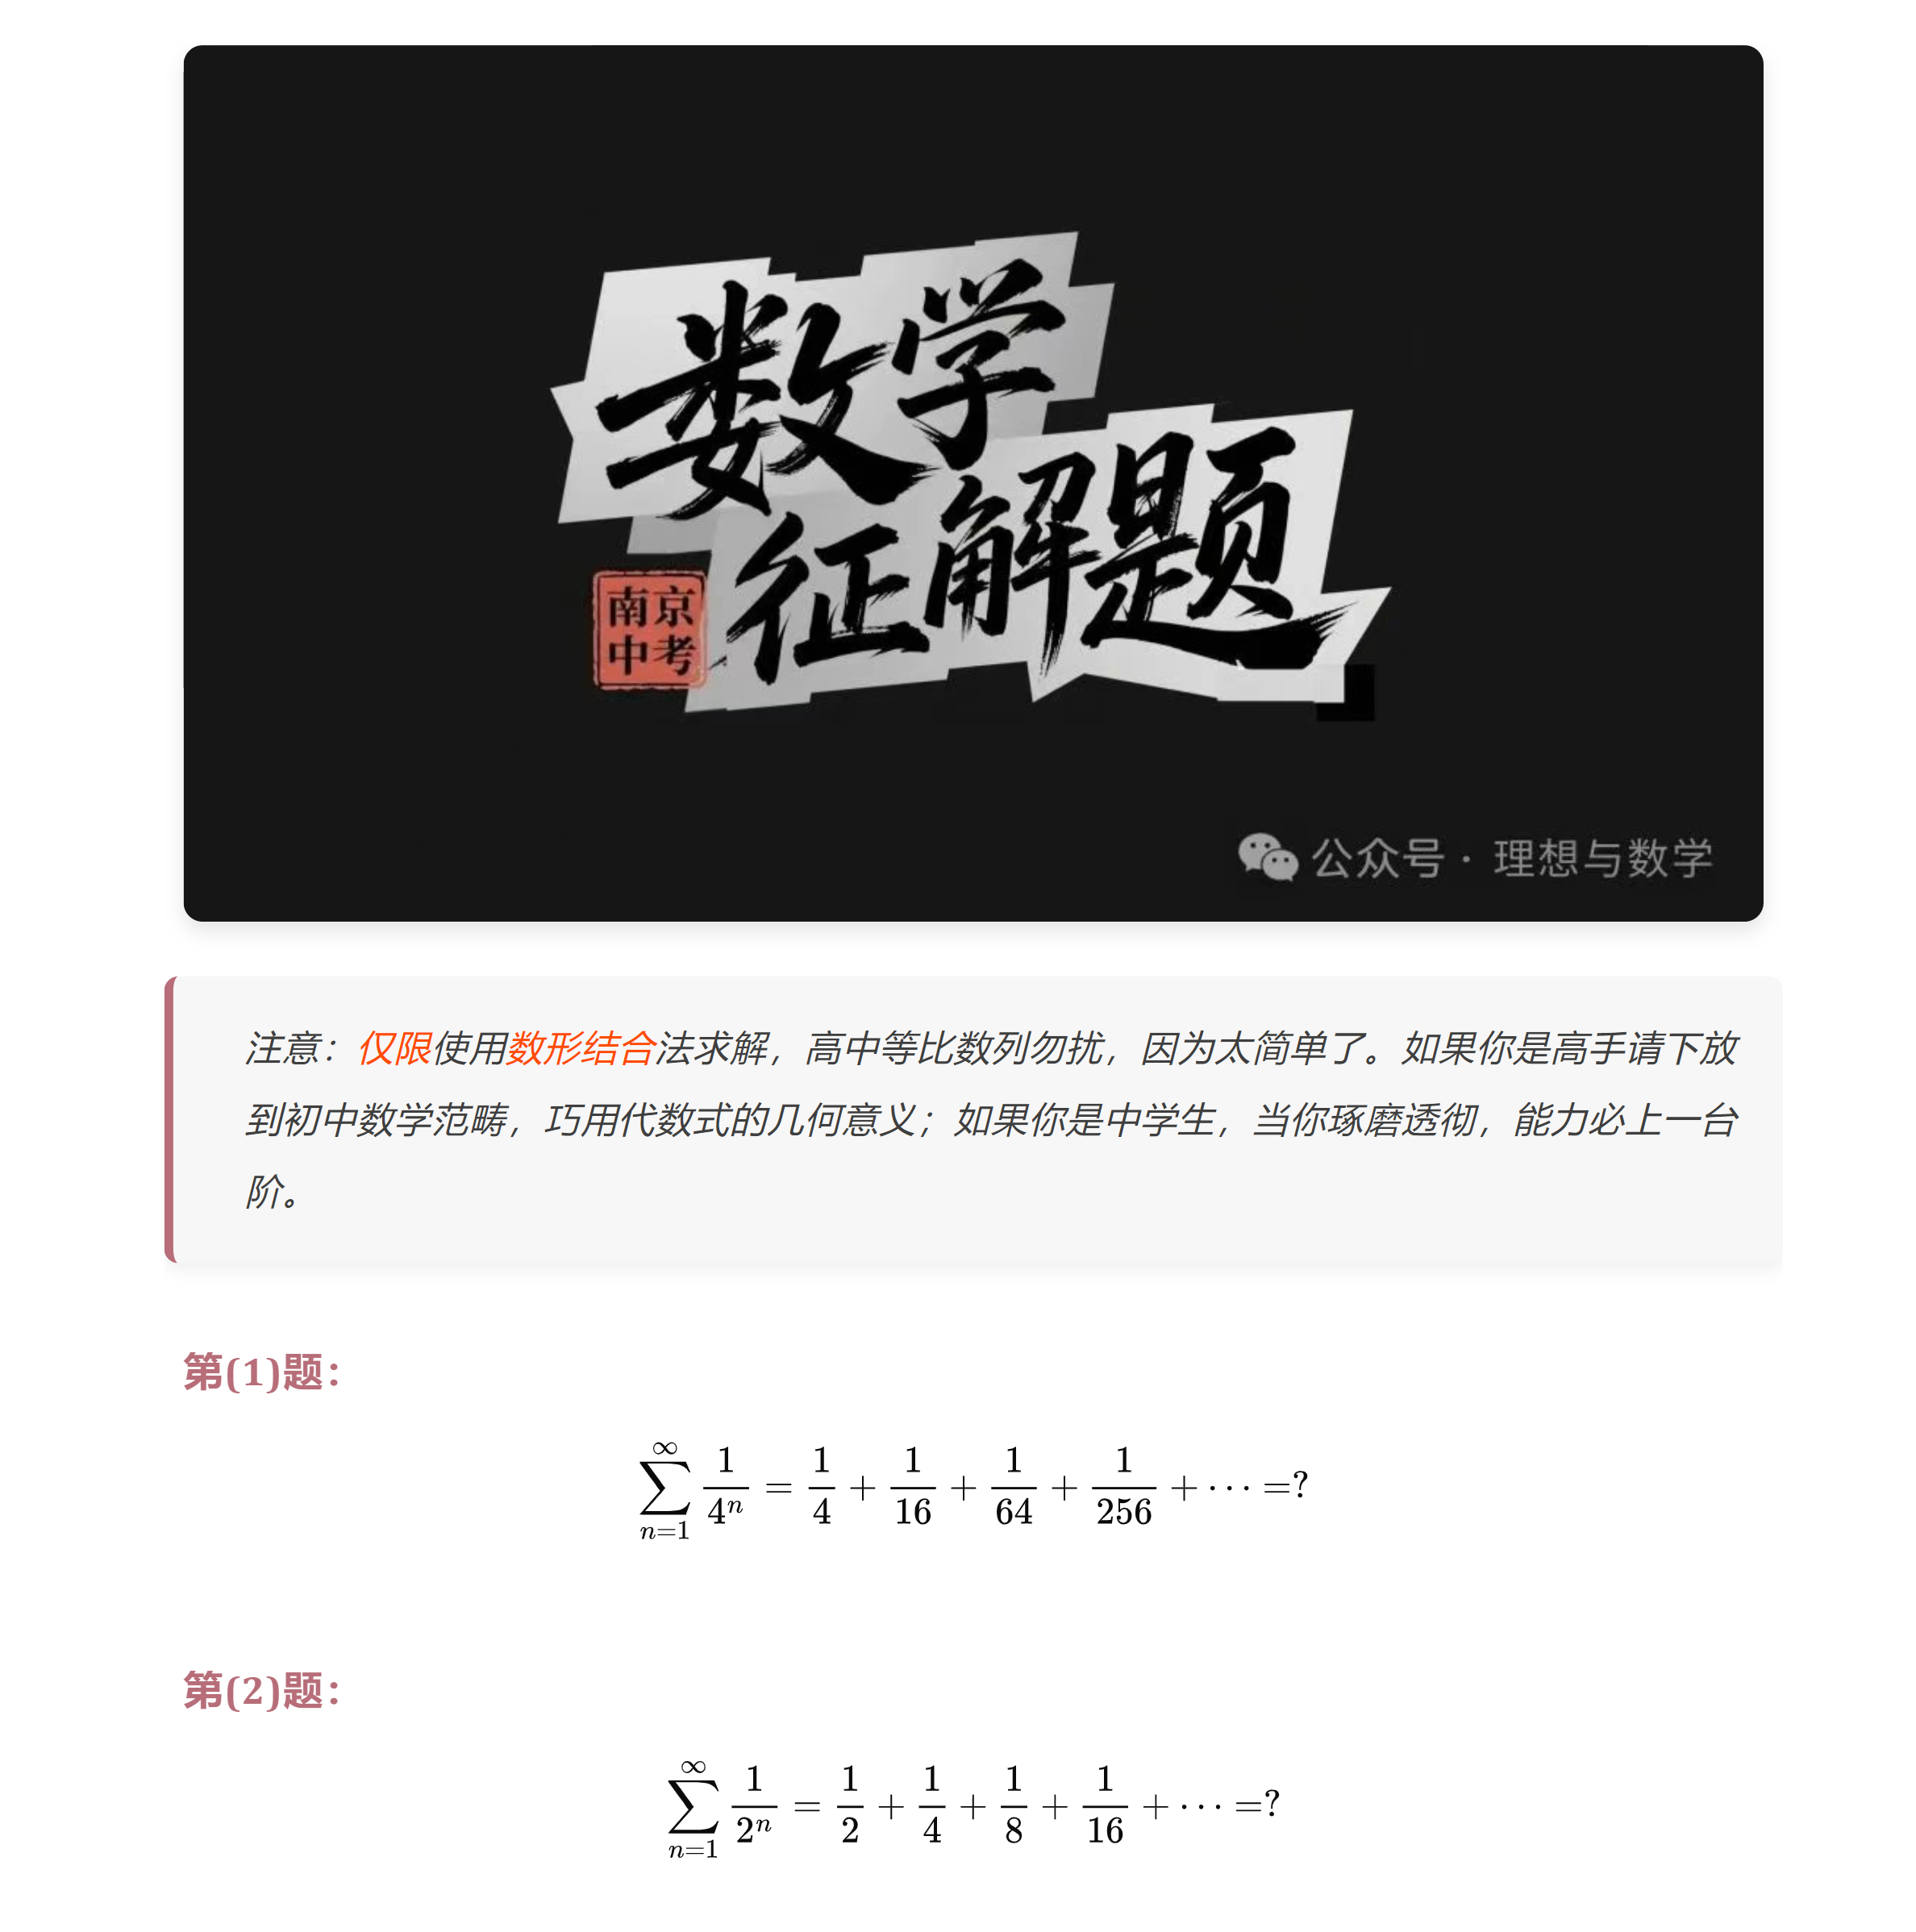 数学
征解题
南京
中考
公众号 · 理想与数学
注意：仅限使用数形结合法求解，高中等比数列勿扰，因为太简单了。如果你是高手请下放
到初中数学范畴，巧用代数式的几何意义；如果你是中学生，当你琢磨透彻，能力必上一台
阶。
第(1)题：
$$\sum_{n=1}^{\infty} \frac{1}{4^n} = \frac{1}{4} + \frac{1}{16} + \frac{1}{64} + \frac{1}{256} + \cdots =?$$
第(2)题：
$$\sum_{n=1}^{\infty} \frac{1}{2^n} = \frac{1}{2} + \frac{1}{4} + \frac{1}{8} + \frac{1}{16} + \cdots =?$$